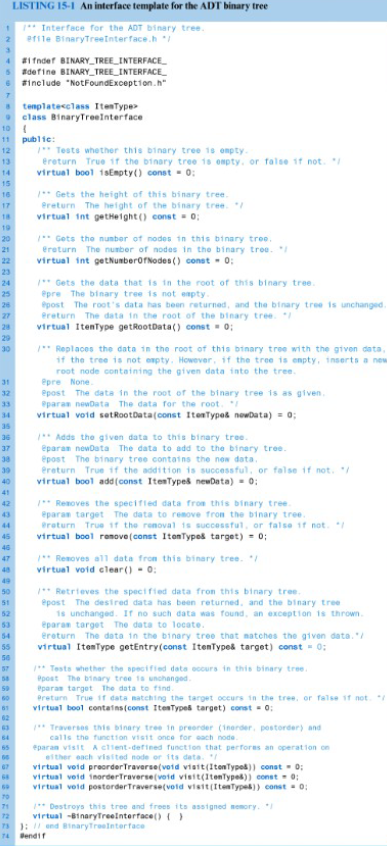 LISTING 15-1 An interface template for the ADT binary tree
1 /** Interface for the ADT binary tree.
2 @file BinaryTreeInterface.h */
3
4 #ifndef BINARY_TREE_INTERFACE_
5 #define BINARY_TREE_INTERFACE_
6 #include "NotFoundException.h"
7
8 template<class ItemType>
9 class BinaryTreeInterface
10 {
11 public:
12 /** Tests whether this binary tree is empty.
13 @return True if the binary tree is empty, or false if not. */
14 virtual bool isEmpty() const = 0;
15
16 /** Gets the height of this binary tree.
17 @return The height of the binary tree. */
18 virtual int getHeight() const = 0;
19
20 /** Gets the number of nodes in this binary tree.
21 @return The number of nodes in the binary tree. */
22 virtual int getNumberOfNodes() const = 0;
23
24 /** Gets the data that is in the root of this binary tree.
25 @pre The binary tree is not empty.
26 @post The root's data has been returned, and the binary tree is unchanged.
27 @return The data in the root of the binary tree. */
28 virtual ItemType getRootData() const = 0;
29
30 /** Replaces the data in the root of this binary tree with the given data,
if the tree is not empty. However, if the tree is empty, inserts a new
root node containing the given data into the tree.
31 @pre None.
32 @post The data in the root of the binary tree is as given.
33 @param newData The data for the root. */
34 virtual void setRootData(const ItemType& newData) = 0;
35
36 /** Adds the given data to this binary tree.
37 @param newData The data to add to the binary tree.
38 @post The binary tree contains the new data.
39 @return True if the addition is successful, or false if not. */
40 virtual bool add(const ItemType& newData) = 0;
41
42 /** Removes the specified data from this binary tree.
43 @param target The data to remove from the binary tree.
44 @return True if the removal is successful, or false if not. */
45 virtual bool remove(const ItemType& target) = 0;
46
47 /** Removes all data from this binary tree. */
48 virtual void clear() = 0;
49
50 /** Retrieves the specified data from this binary tree.
51 @post The desired data has been returned, and the binary tree
52 is unchanged. If no such data was found, an exception is thrown.
53 @param target The data to locate.
54 @return The data in the binary tree that matches the given data.*/
55 virtual ItemType getEntry(const ItemType& target) const = 0;
56
57 /** Tests whether the specified data occurs in this binary tree.
58 @post The binary tree is unchanged.
59 @param target The data to find.
60 @return True if data matching the target occurs in the tree, or false if not. */
61 virtual bool contains(const ItemType& target) const = 0;
62
63 /** Traverses this binary tree in preorder (inorder, postorder) and
64 calls the function visit once for each node.
65 @param visit A client-defined function that performs an operation on
66 either each visited node or its data. */
67 virtual void preorderTraverse(void visit(ItemType&)) const = 0;
68 virtual void inorderTraverse(void visit(ItemType&)) const = 0;
69 virtual void postorderTraverse(void visit(ItemType&)) const = 0;
70
71 /** Destroys this tree and frees its assigned memory. */
72 virtual ~BinaryTreeInterface() { }
73 }; // end BinaryTreeInterface
74 #endif